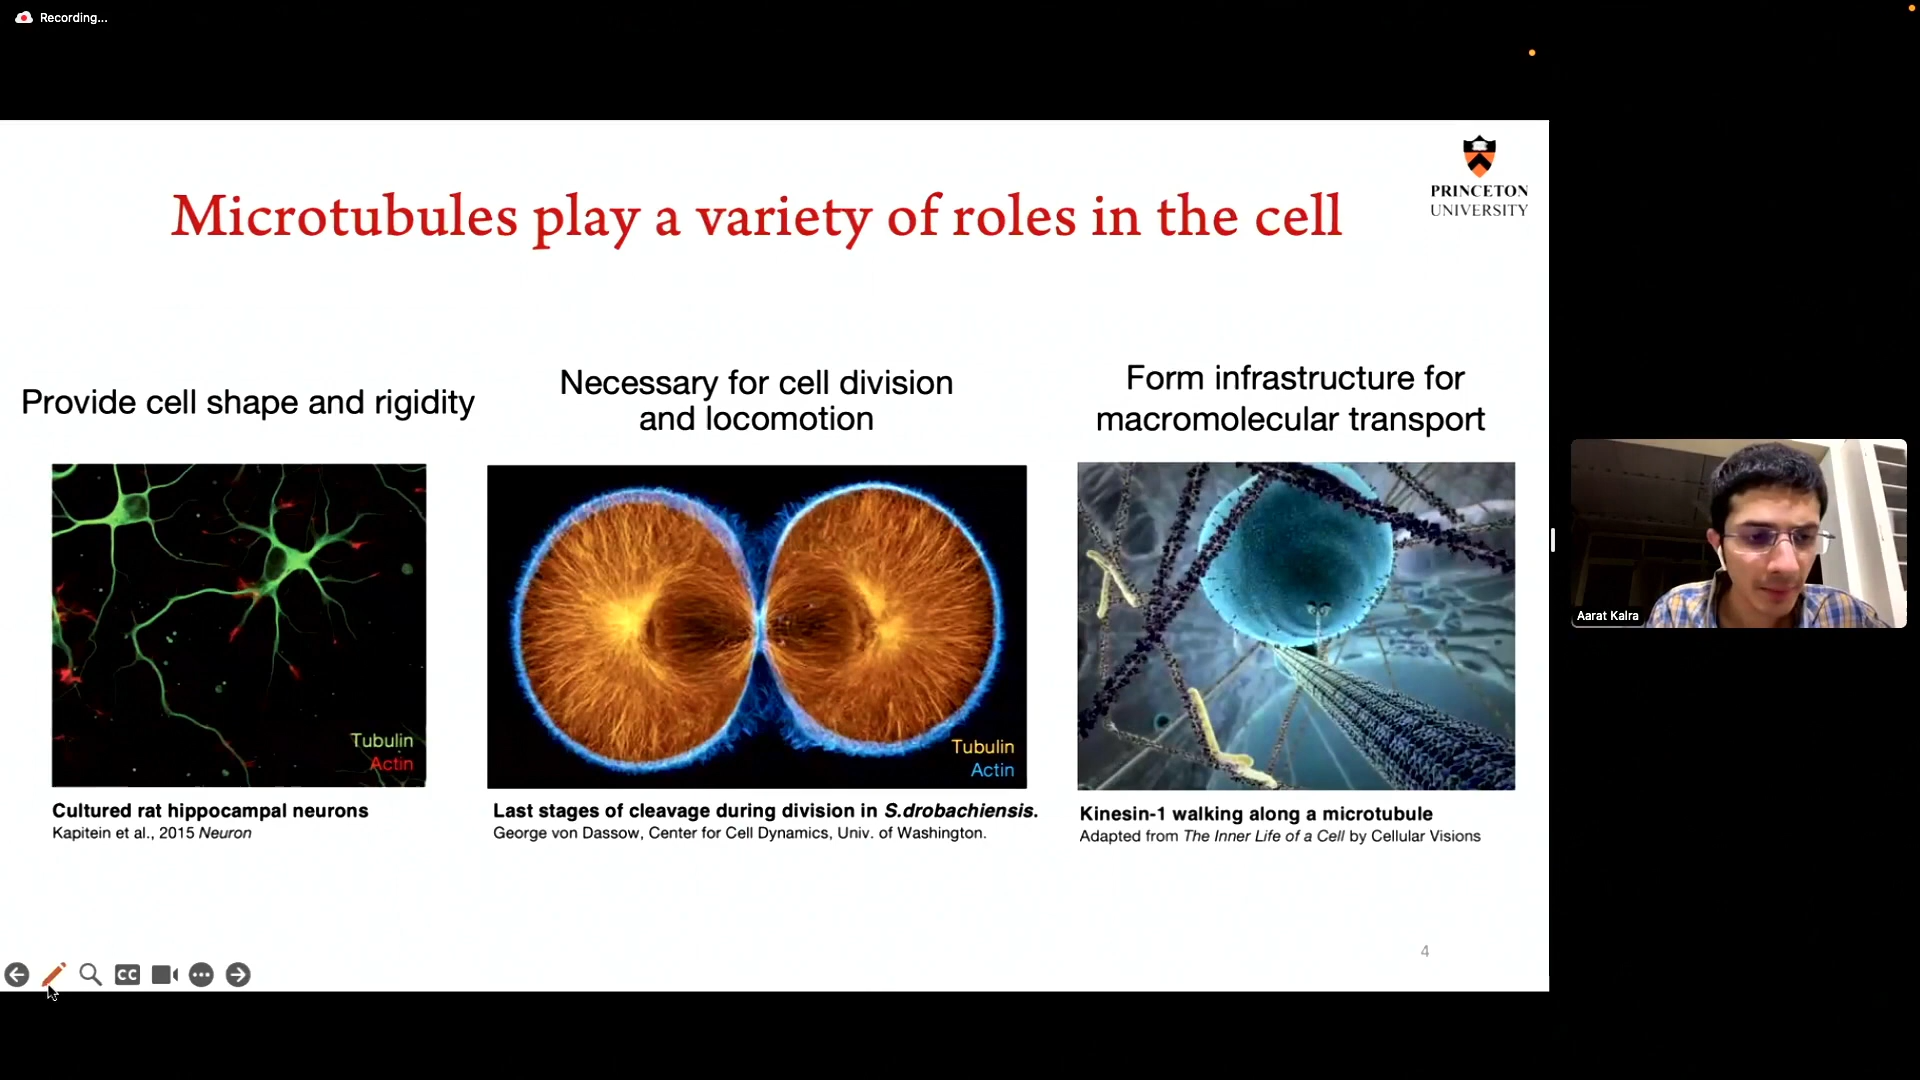 Recording...
PRINCETON
UNIVERSITY
Microtubules play a variety of roles in the cell
Provide cell shape and rigidity
Necessary for cell division
and locomotion
Form infrastructure for
macromolecular transport
Tubulin
Actin
Tubulin
Actin
Cultured rat hippocampal neurons
Kapitein et al., 2015 Neuron
Last stages of cleavage during division in S.drobachiensis.
George von Dassow, Center for Cell Dynamics, Univ. of Washington.
Kinesin-1 walking along a microtubule
Adapted from The Inner Life of a Cell by Cellular Visions
Aarat Kalra
4
CC